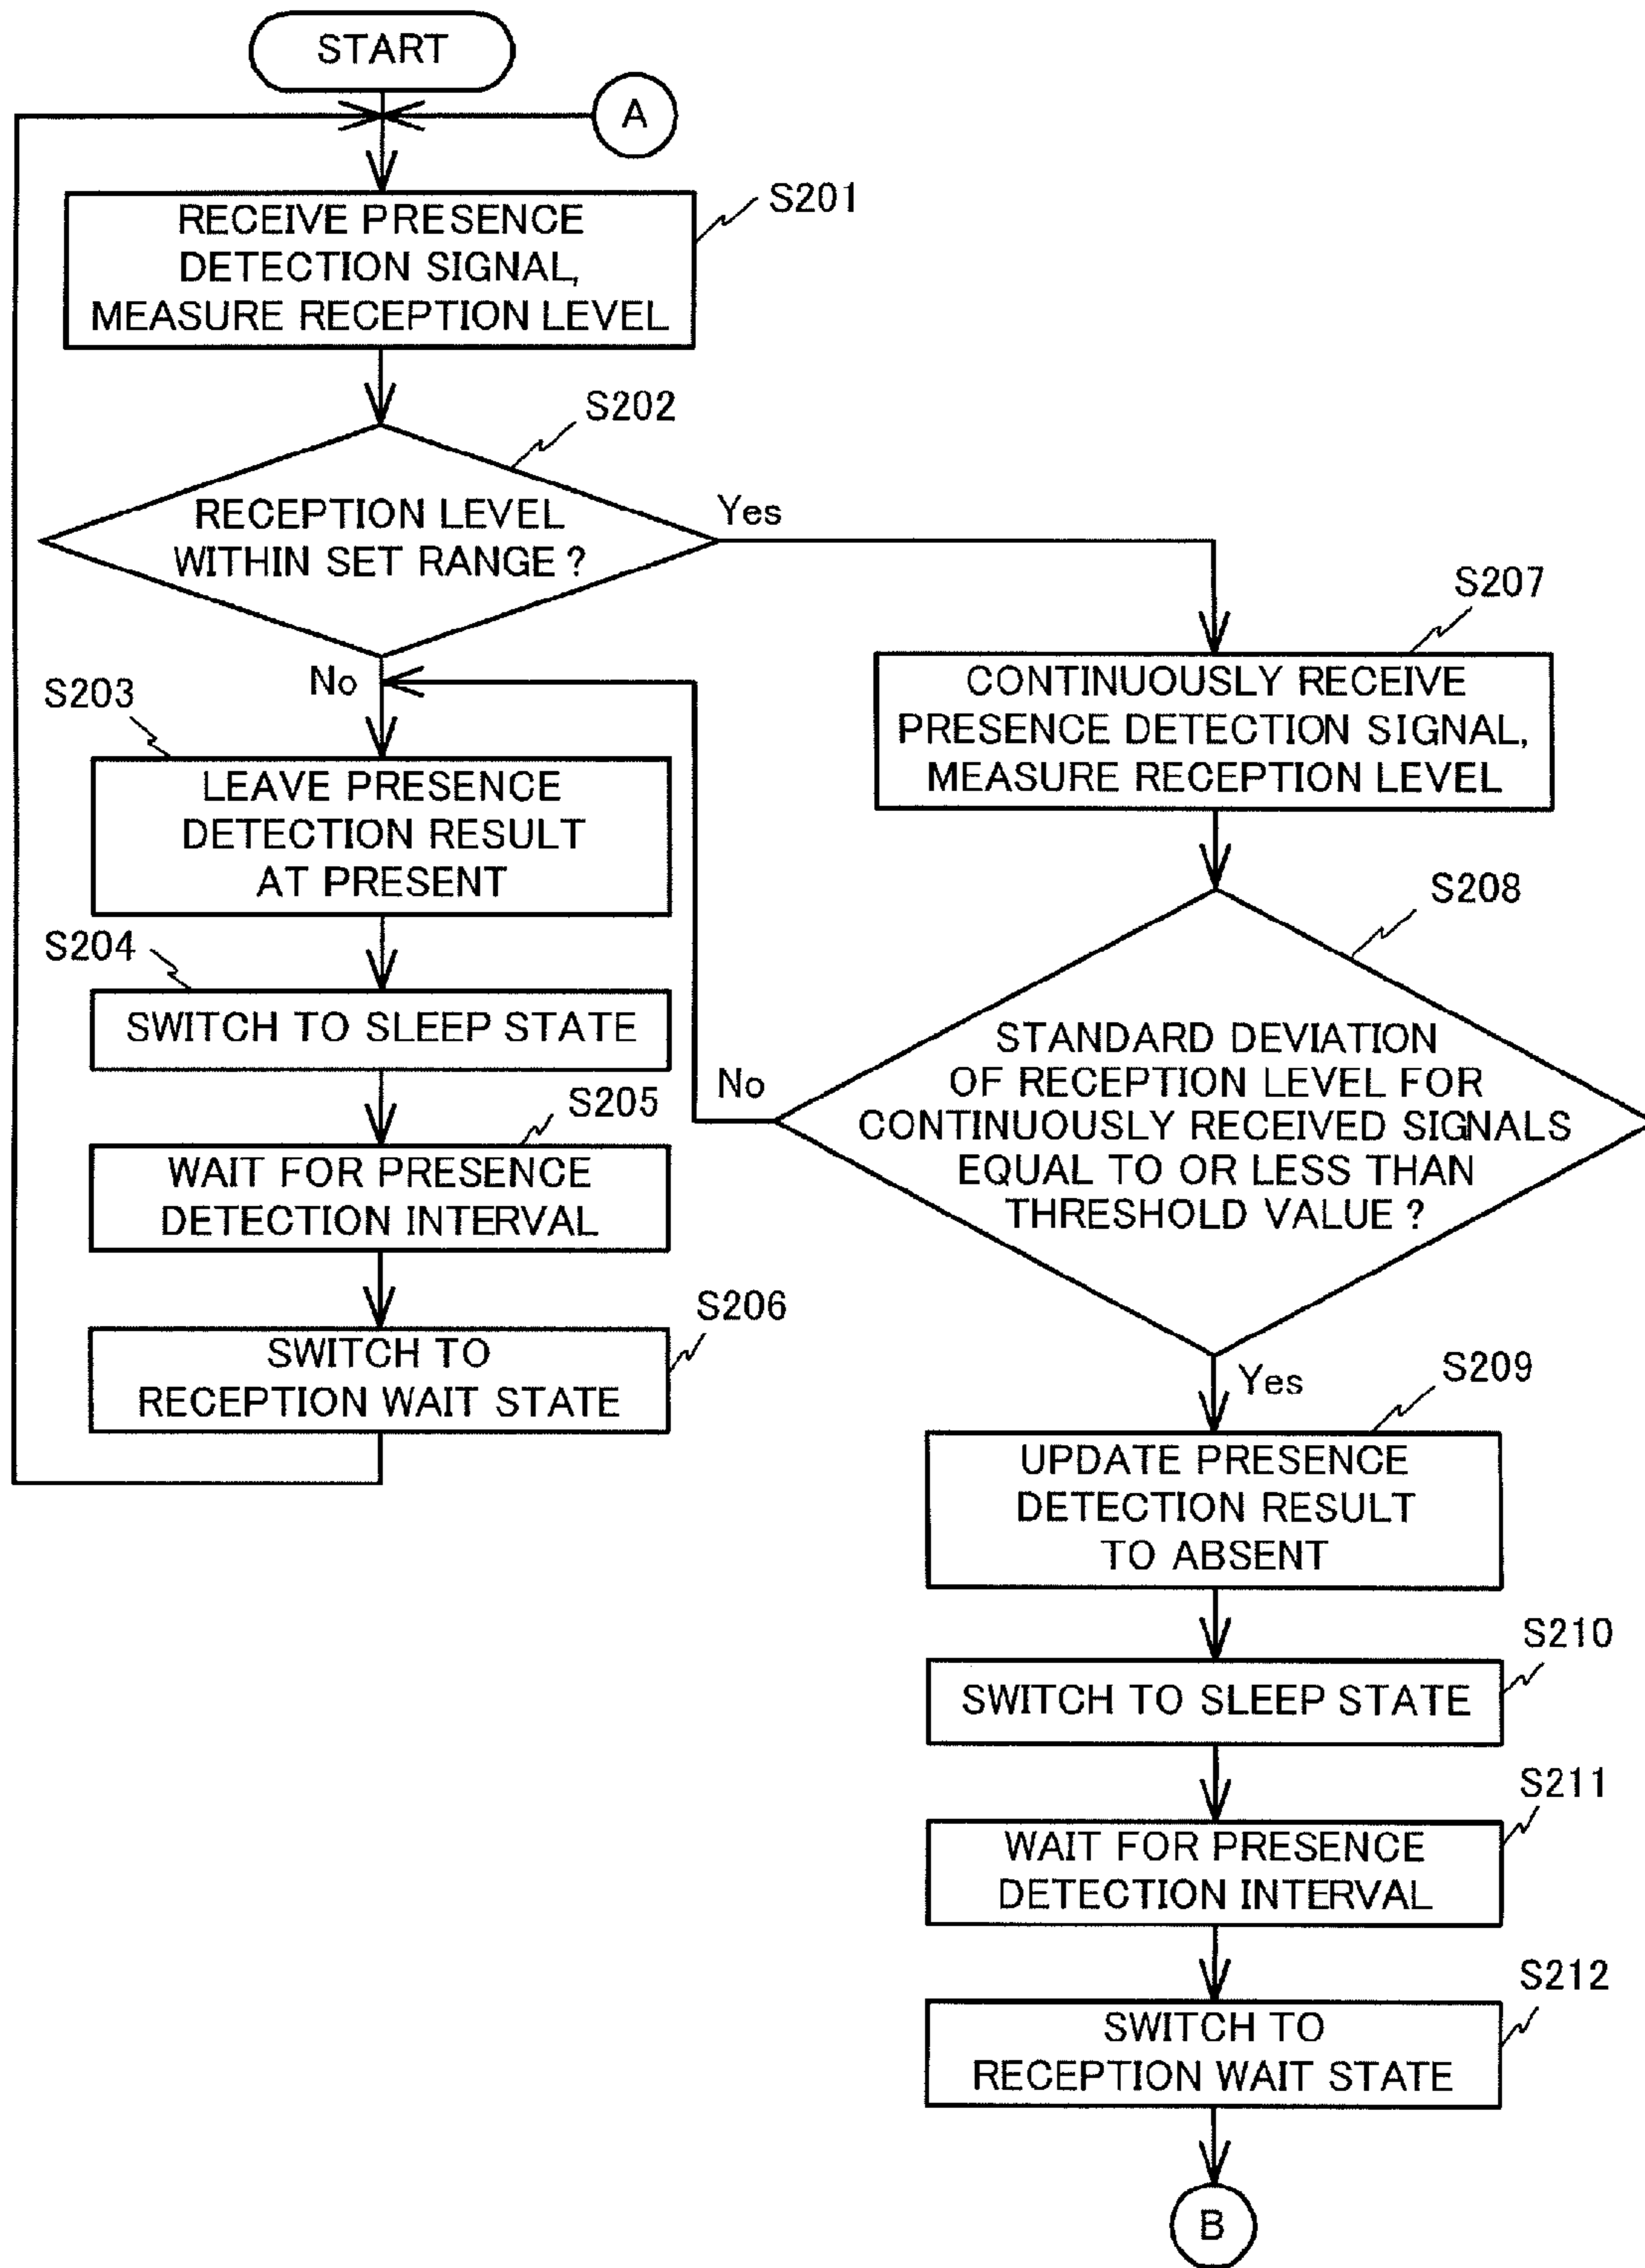 START
A
S201
RECEIVE PRESENCE
DETECTION SIGNAL,
MEASURE RECEPTION LEVEL
S202
RECEPTION LEVEL
WITHIN SET RANGE ?
Yes
No
S203
LEAVE PRESENCE
DETECTION RESULT
AT PRESENT
S204
SWITCH TO SLEEP STATE
S205
WAIT FOR PRESENCE
DETECTION INTERVAL
S206
SWITCH TO
RECEPTION WAIT STATE
S207
CONTINUOUSLY RECEIVE
PRESENCE DETECTION SIGNAL,
MEASURE RECEPTION LEVEL
S208
STANDARD DEVIATION
OF RECEPTION LEVEL FOR
CONTINUOUSLY RECEIVED SIGNALS
EQUAL TO OR LESS THAN
THRESHOLD VALUE ?
No
Yes
S209
UPDATE PRESENCE
DETECTION RESULT
TO ABSENT
S210
SWITCH TO SLEEP STATE
S211
WAIT FOR PRESENCE
DETECTION INTERVAL
S212
SWITCH TO
RECEPTION WAIT STATE
B